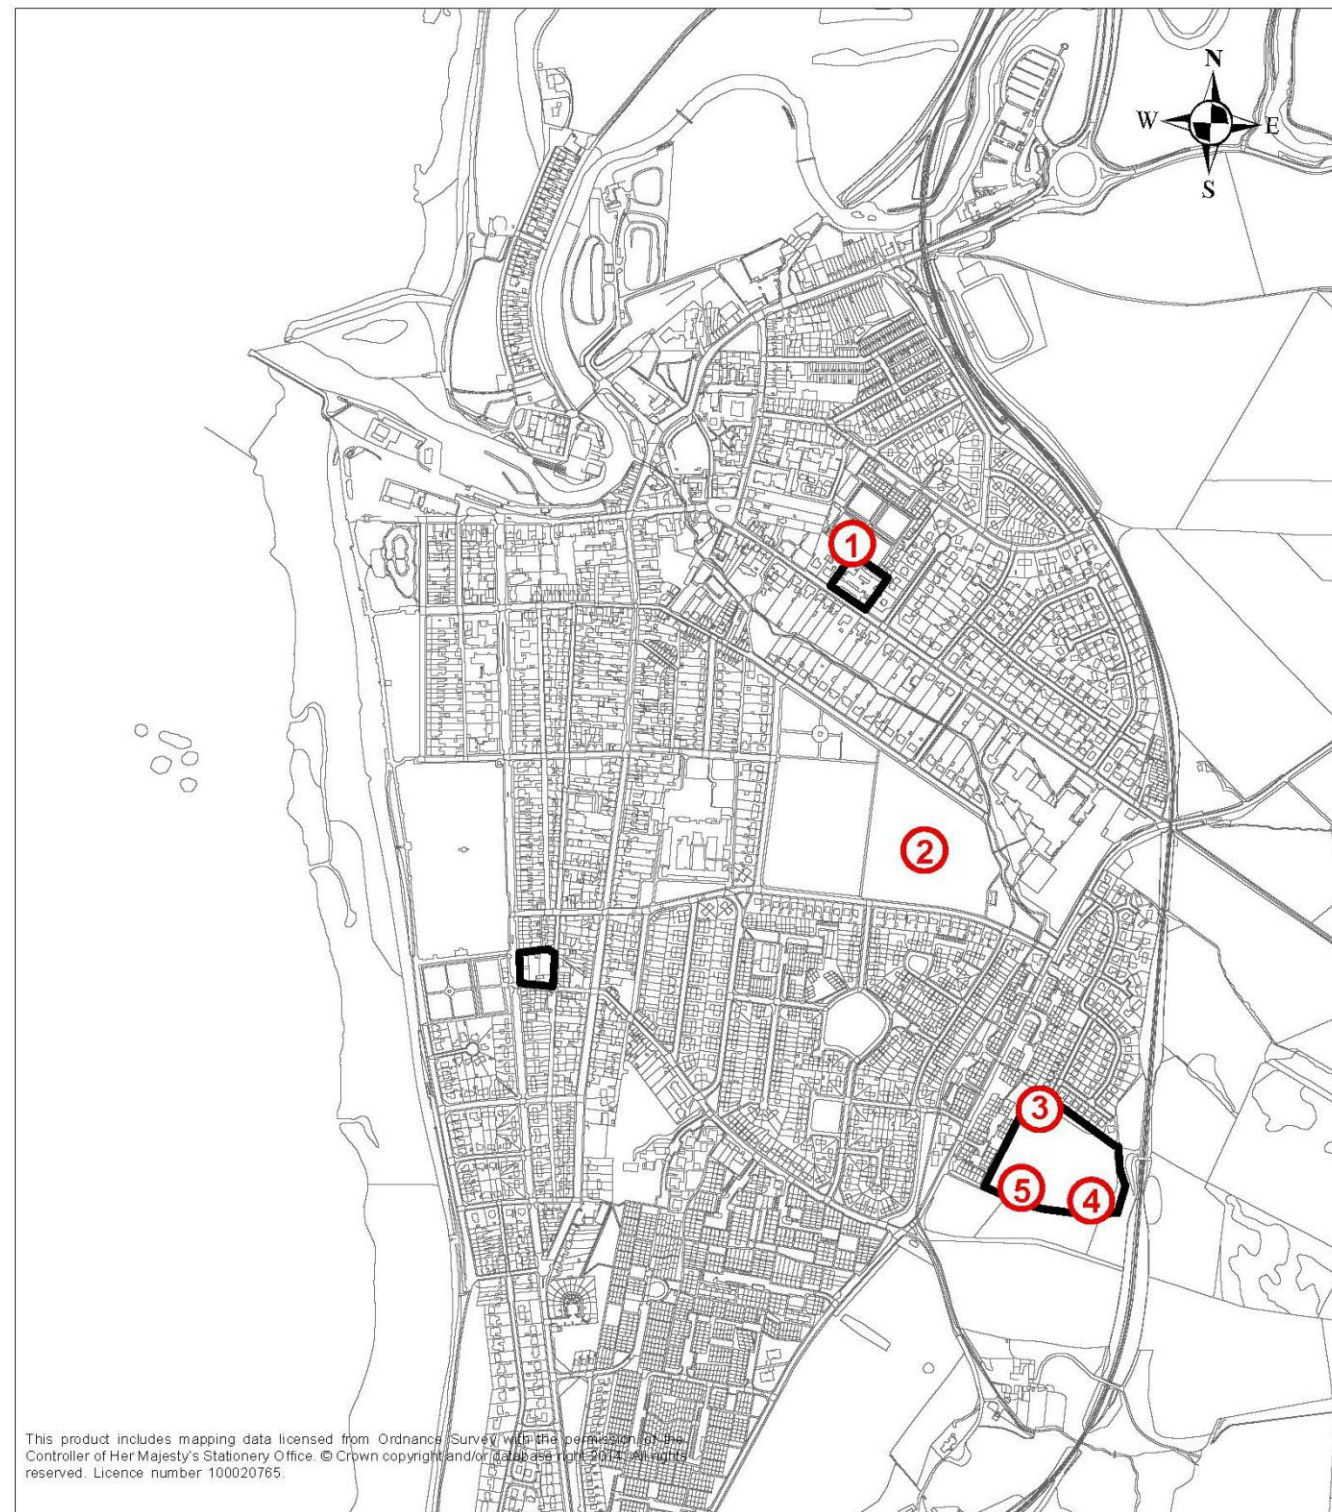 N
W E
S
1
2
3
5 4
This product includes mapping data licensed from Ordnance Survey with the permission of the
Controller of Her Majesty's Stationery Office. © Crown copyright and/or database right 2014. All rights
reserved. Licence number 100020765.